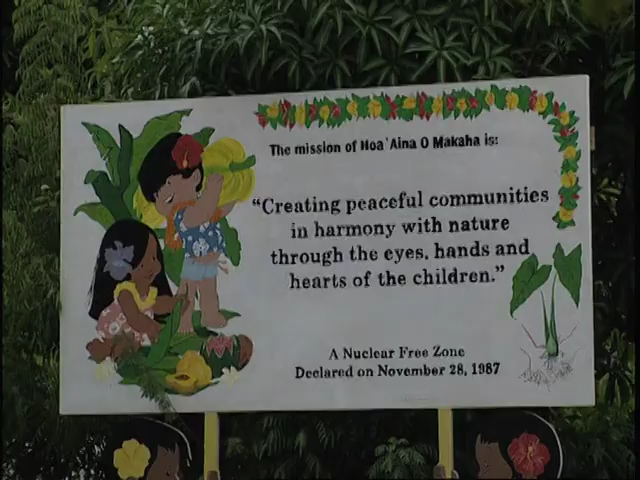 The mission of Hoa 'Aina O Makaha is:
“Creating peaceful communities
in harmony with nature
through the eyes, hands and
hearts of the children.”
A Nuclear Free Zone
Declared on November 28, 1987